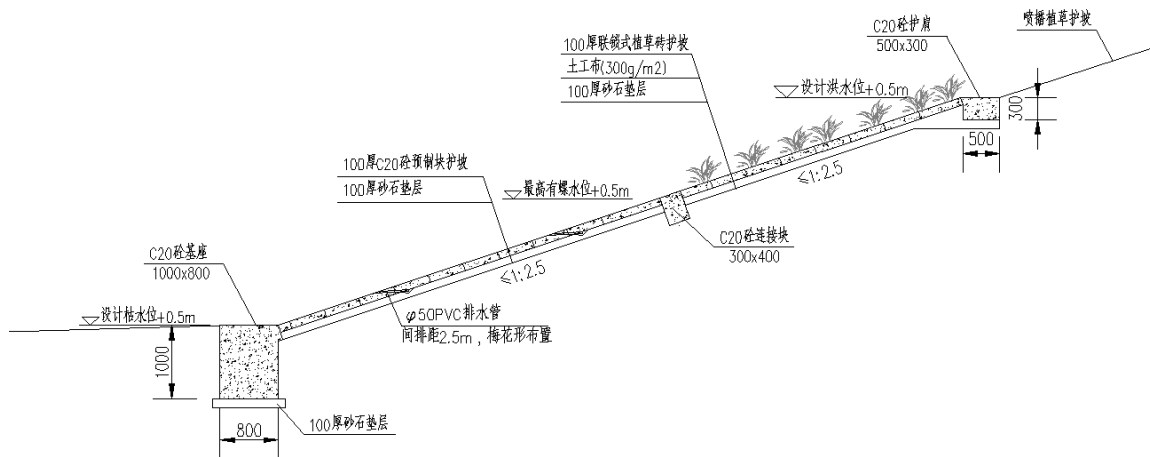 C20砼护肩
500x300
喷播植草护坡
100厚联锁式植草砖护坡
土工布(300g/m2)
100厚砂石垫层
设计洪水位+0.5m
300
500
≤1:2.5
100厚C20砼预制块护坡
100厚砂石垫层
最高有螺水位+0.5m
C20砼连接块
300x400
≤1:2.5
C20砼基座
1000x800
设计枯水位+0.5m
φ50PVC排水管
间排距2.5m，梅花形布置
1000
100厚砂石垫层
800